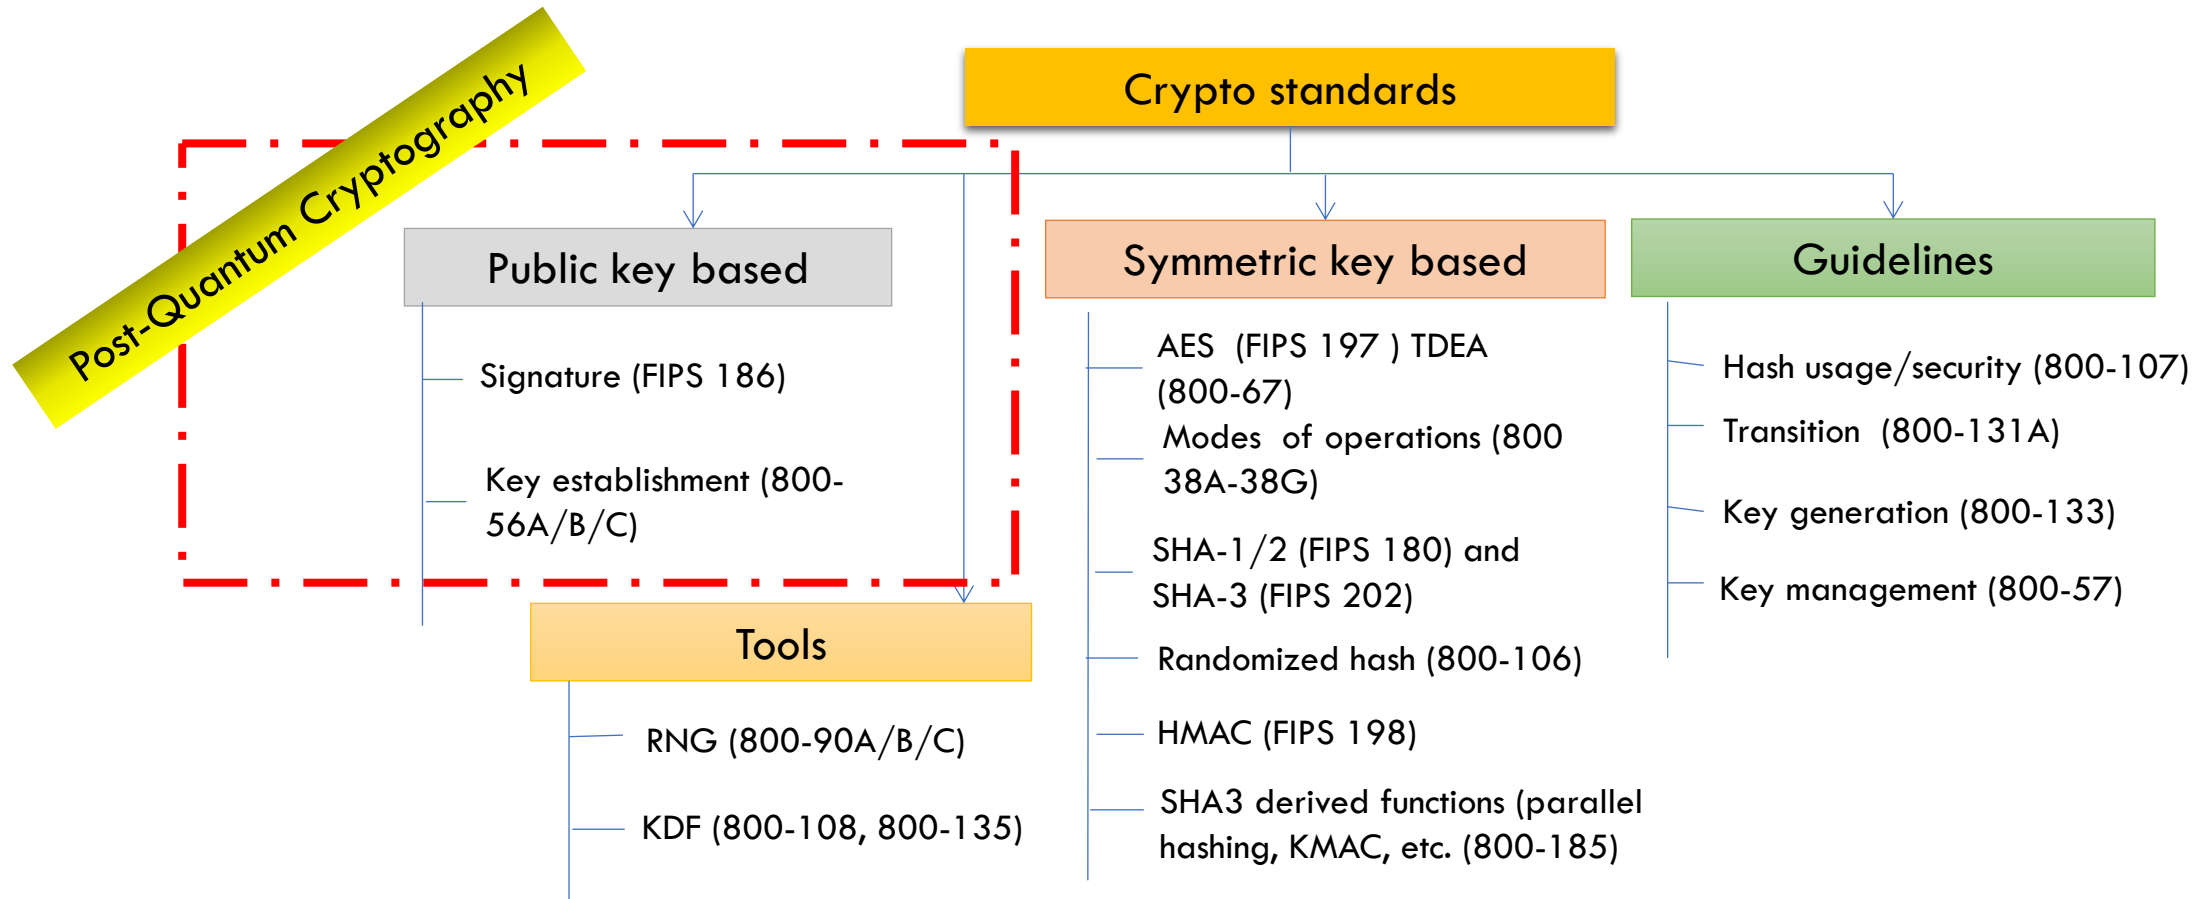 Post-Quantum Cryptography
Crypto standards
Public key based
Signature (FIPS 186)
Key establishment (800-
56A/B/C)
Tools
RNG (800-90A/B/C)
KDF (800-108, 800-135)
Symmetric key based
AES (FIPS 197 ) TDEA
(800-67)
Modes of operations (800
38A-38G)
SHA-1/2 (FIPS 180) and
SHA-3 (FIPS 202)
Randomized hash (800-106)
HMAC (FIPS 198)
SHA3 derived functions (parallel
hashing, KMAC, etc. (800-185)
Guidelines
Hash usage/security (800-107)
Transition (800-131A)
Key generation (800-133)
Key management (800-57)